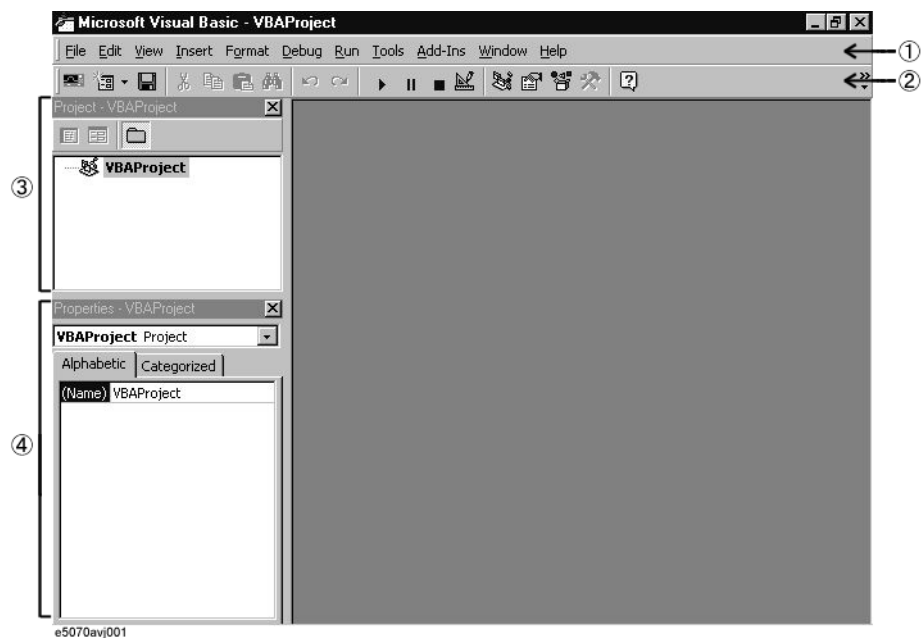 Microsoft Visual Basic - VBAProject
File Edit View Insert Format Debug Run Tools Add-Ins Window Help
①
②
Project - VBAProject
VBAProject
③
Properties - VBAProject
VBAProject Project
Alphabetic Categorized
(Name) VBAProject
④
e5070avj001